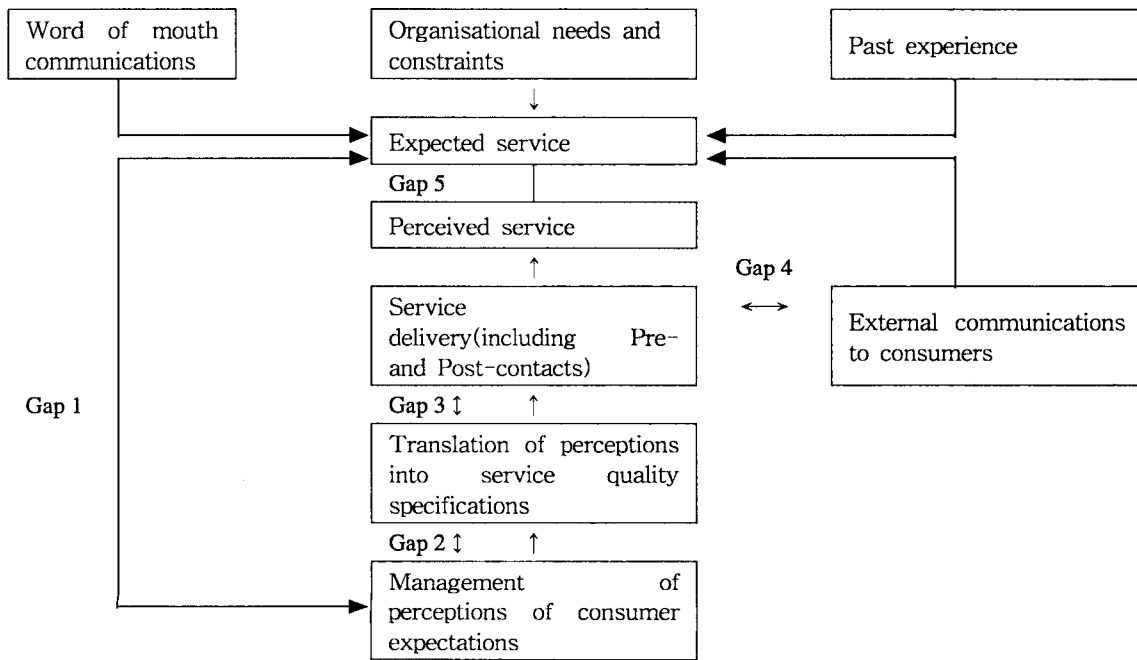 Word of mouth
communications
Organisational needs and
constraints
Past experience
Expected service
Gap 5
Perceived service
Gap 4
Service
delivery(including Pre-
and Post-contacts)
External communications
to consumers
Gap 1
Gap 3
Translation of perceptions
into service quality
specifications
Gap 2
Management of
perceptions of consumer
expectations